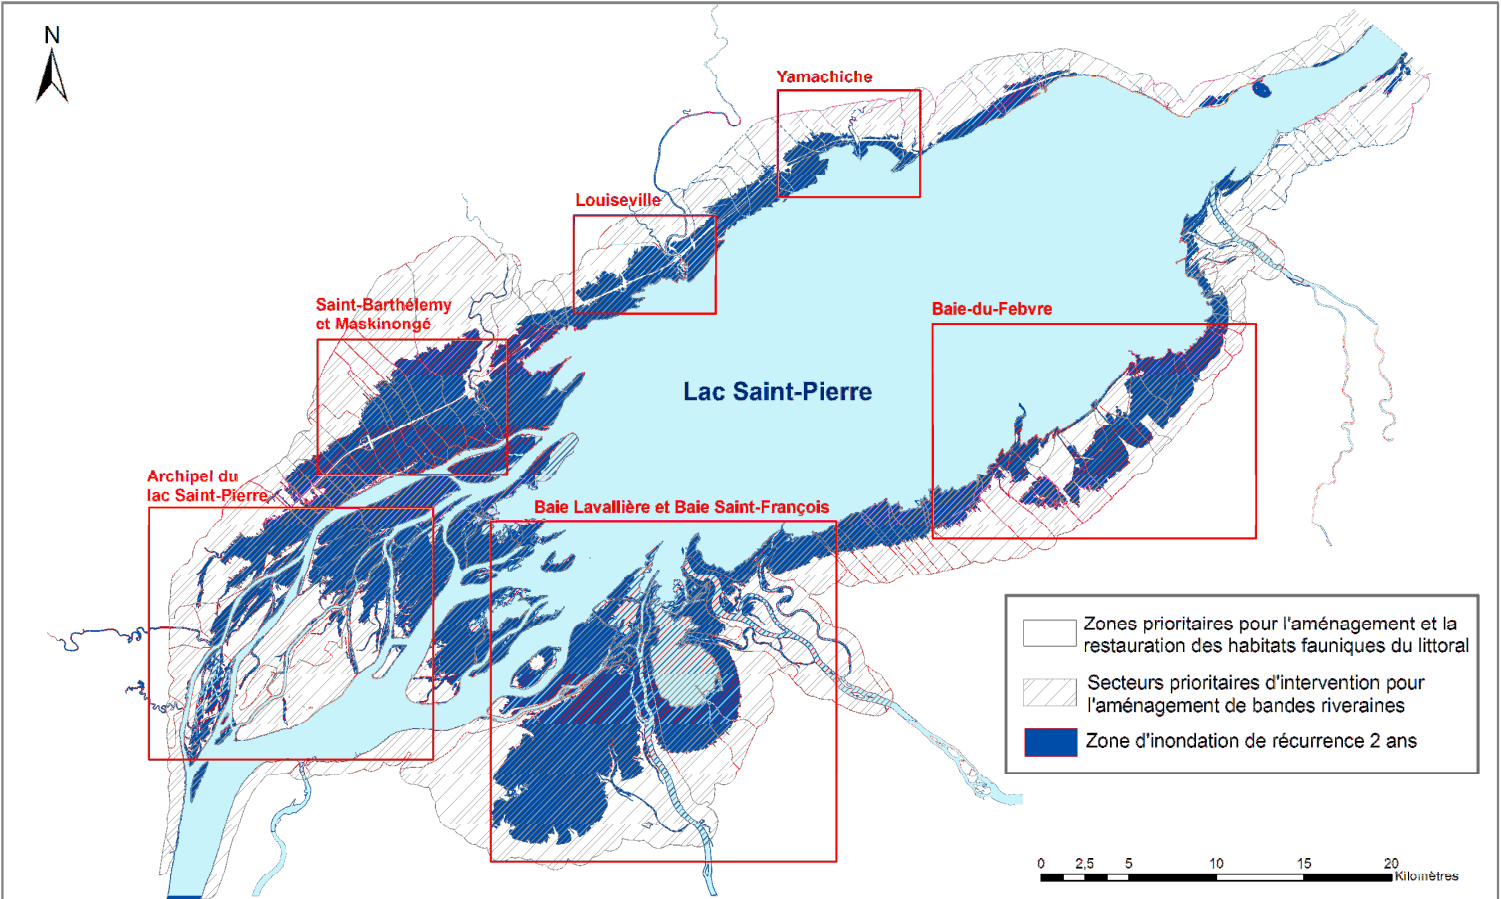 N
Yamachiche
Louiseville
Saint-Barthélemy
et Maskinongé
Baie-du-Febvre
Lac Saint-Pierre
Archipel du
lac Saint-Pierre
Baie Lavallière et Baie Saint-François
Zones prioritaires pour l'aménagement et la
restauration des habitats fauniques du littoral
Secteurs prioritaires d'intervention pour
l'aménagement de bandes riveraines
Zone d'inondation de récurrence 2 ans
0 2,5 5 10 15 20
Kilomètres